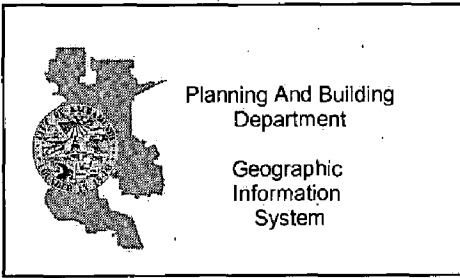 Planning And Building
Department
Geographic
Information
System